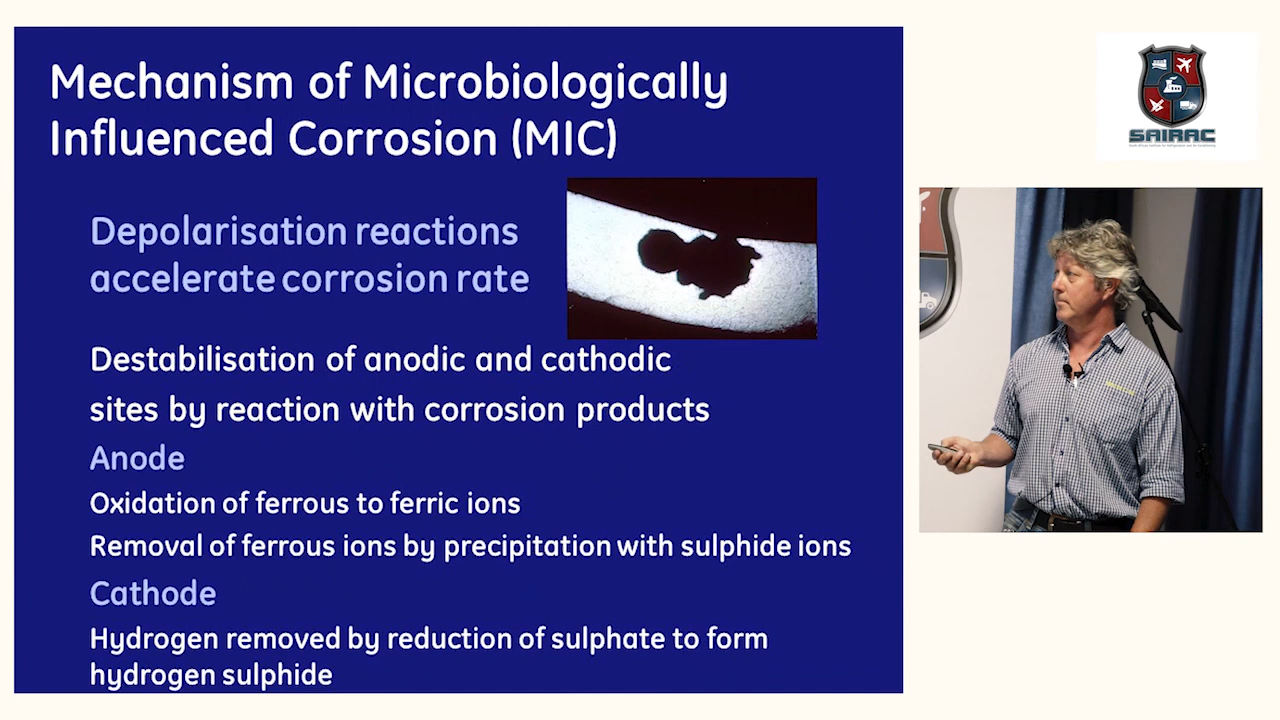 Mechanism of Microbiologically
Influenced Corrosion (MIC)
Depolarisation reactions
accelerate corrosion rate
Destabilisation of anodic and cathodic
sites by reaction with corrosion products
Anode
Oxidation of ferrous to ferric ions
Removal of ferrous ions by precipitation with sulphide ions
Cathode
Hydrogen removed by reduction of sulphate to form
hydrogen sulphide
SAIRAC